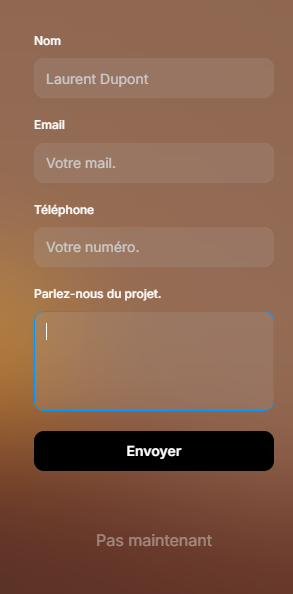 Nom
Laurent Dupont
Email
Votre mail.
Téléphone
Votre numéro.
Parlez-nous du projet.
Envoyer
Pas maintenant